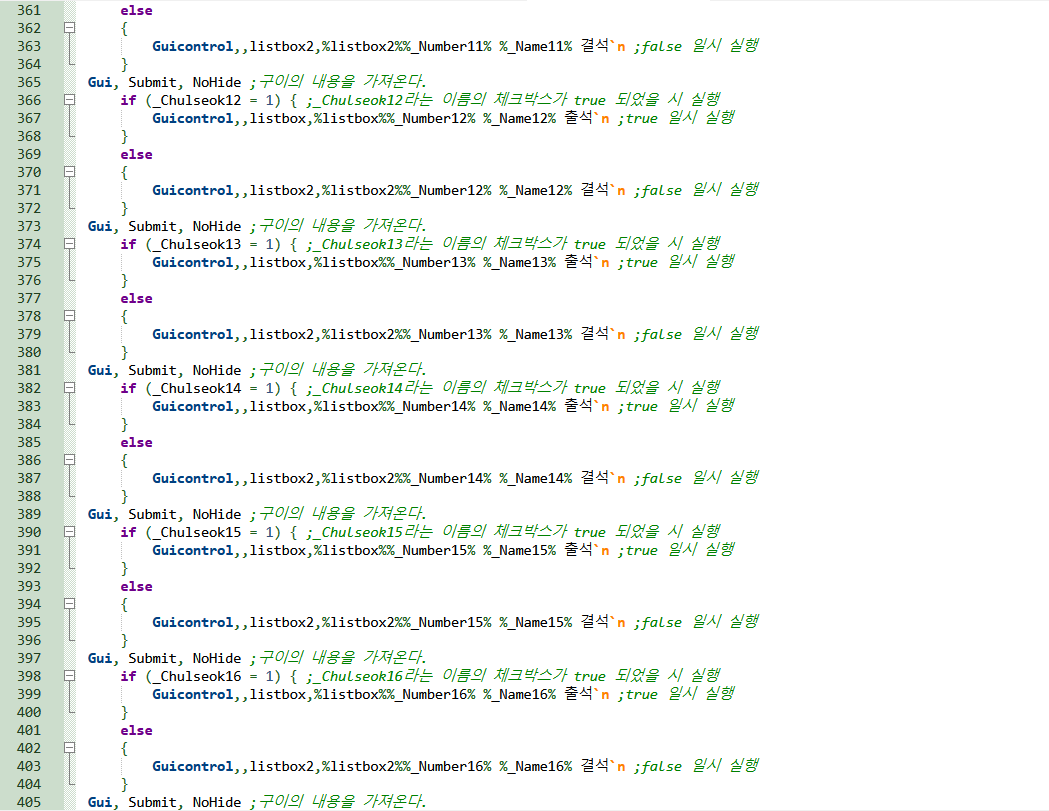 361 else
362 {
363 Guicontrol,,listbox2,%listbox2%%_Number11% %_Name11% 결석`n ;false 일시 실행
364 }
365 Gui, Submit, NoHide ;구이의 내용을 가져온다.
366 if (_Chulseok12 = 1) { ;_Chulseok12라는 이름의 체크박스가 true 되었을 시 실행
367 Guicontrol,,listbox,%listbox%%_Number12% %_Name12% 출석`n ;true 일시 실행
368 }
369 else
370 {
371 Guicontrol,,listbox2,%listbox2%%_Number12% %_Name12% 결석`n ;false 일시 실행
372 }
373 Gui, Submit, NoHide ;구이의 내용을 가져온다.
374 if (_Chulseok13 = 1) { ;_Chulseok13라는 이름의 체크박스가 true 되었을 시 실행
375 Guicontrol,,listbox,%listbox%%_Number13% %_Name13% 출석`n ;true 일시 실행
376 }
377 else
378 {
379 Guicontrol,,listbox2,%listbox2%%_Number13% %_Name13% 결석`n ;false 일시 실행
380 }
381 Gui, Submit, NoHide ;구이의 내용을 가져온다.
382 if (_Chulseok14 = 1) { ;_Chulseok14라는 이름의 체크박스가 true 되었을 시 실행
383 Guicontrol,,listbox,%listbox%%_Number14% %_Name14% 출석`n ;true 일시 실행
384 }
385 else
386 {
387 Guicontrol,,listbox2,%listbox2%%_Number14% %_Name14% 결석`n ;false 일시 실행
388 }
389 Gui, Submit, NoHide ;구이의 내용을 가져온다.
390 if (_Chulseok15 = 1) { ;_Chulseok15라는 이름의 체크박스가 true 되었을 시 실행
391 Guicontrol,,listbox,%listbox%%_Number15% %_Name15% 출석`n ;true 일시 실행
392 }
393 else
394 {
395 Guicontrol,,listbox2,%listbox2%%_Number15% %_Name15% 결석`n ;false 일시 실행
396 }
397 Gui, Submit, NoHide ;구이의 내용을 가져온다.
398 if (_Chulseok16 = 1) { ;_Chulseok16라는 이름의 체크박스가 true 되었을 시 실행
399 Guicontrol,,listbox,%listbox%%_Number16% %_Name16% 출석`n ;true 일시 실행
400 }
401 else
402 {
403 Guicontrol,,listbox2,%listbox2%%_Number16% %_Name16% 결석`n ;false 일시 실행
404 }
405 Gui, Submit, NoHide ;구이의 내용을 가져온다.